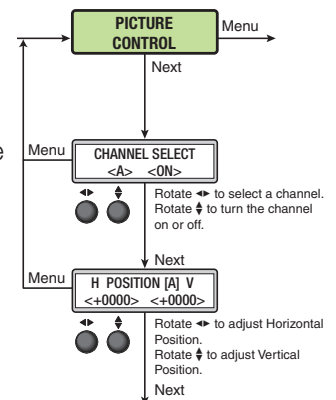 PICTURE
CONTROL
Menu
Next
e
Menu
CHANNEL SELECT
<A> <ON>
Rotate ◂▸ to select a channel.
Rotate ▴▾ to turn the channel
on or off.
Next
Menu
H POSITION [A] V
<+0000> <+0000>
Rotate ◂▸ to adjust Horizontal
Position.
Rotate ▴▾ to adjust Vertical
Position.
Next